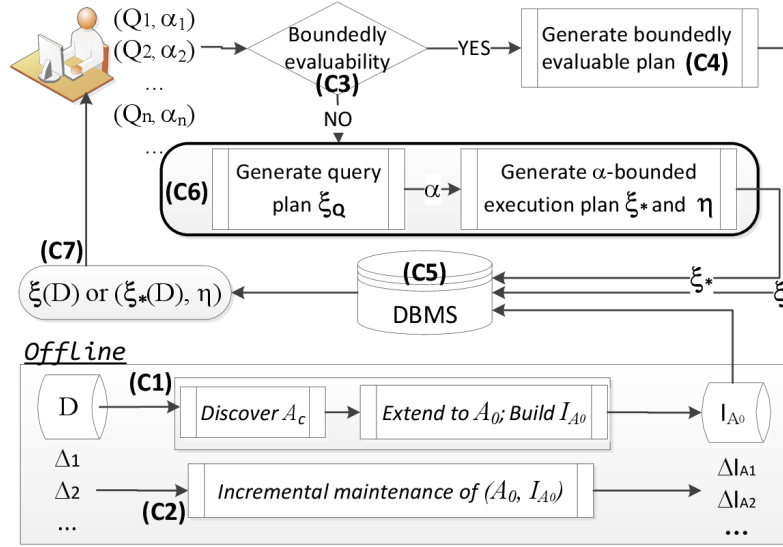 (Q1, α1)
(Q2, α2)
...
(Qn, αn)
...
Boundedly
evaluability
(C3)
YES
NO
Generate boundedly
evaluable plan (C4)
(C6)
Generate query
plan ξQ
α
Generate α-bounded
execution plan ξ* and η
(C7)
ξ(D) or (ξ*(D), η)
(C5)
DBMS
ξ*
ξ
Offline
(C1)
D
Discover Ac
Extend to A0; Build IA0
IA0
Δ1
Δ2
...
(C2)
Incremental maintenance of (A0, IA0)
ΔIA1
ΔIA2
...